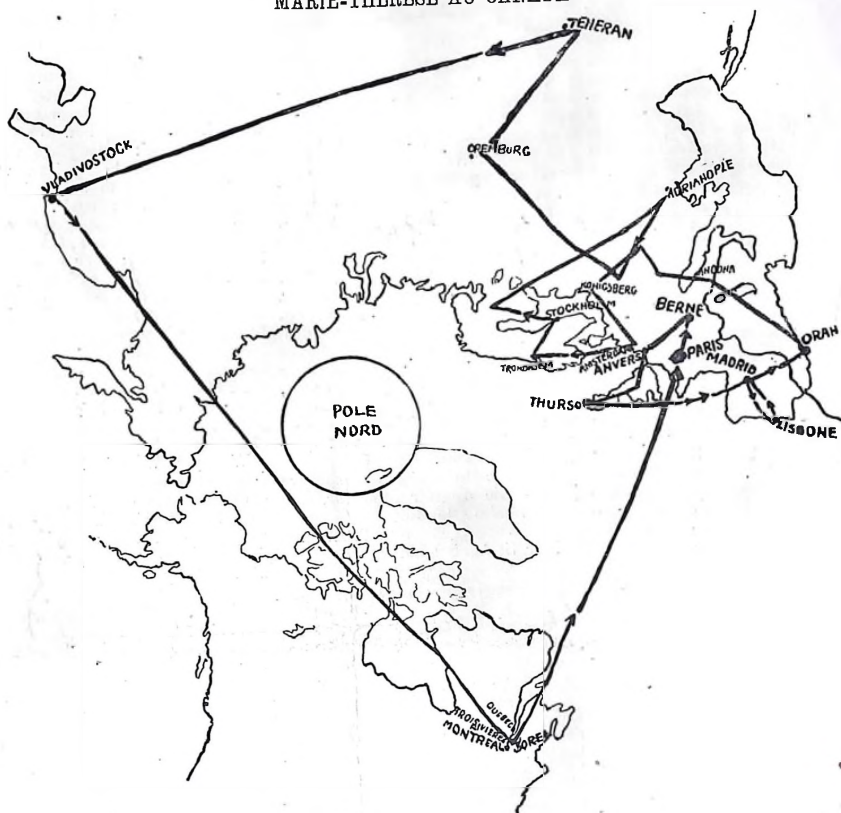 MARIE-THERESE AU CANADA
TEHERAN
VLADIVOSTOCK
OREMBURG
ADRIANOPLE
ANCONA
KONIGSBERG
STOCKHOLM
BERNE
ORAN
TRONDHJEM
AMSTERDAM
ANVERS
PARIS
MADRID
THURSO
LISBONE
POLE
NORD
QUEBEC
TROIS RIVIERES
MONTREAL
SOREL